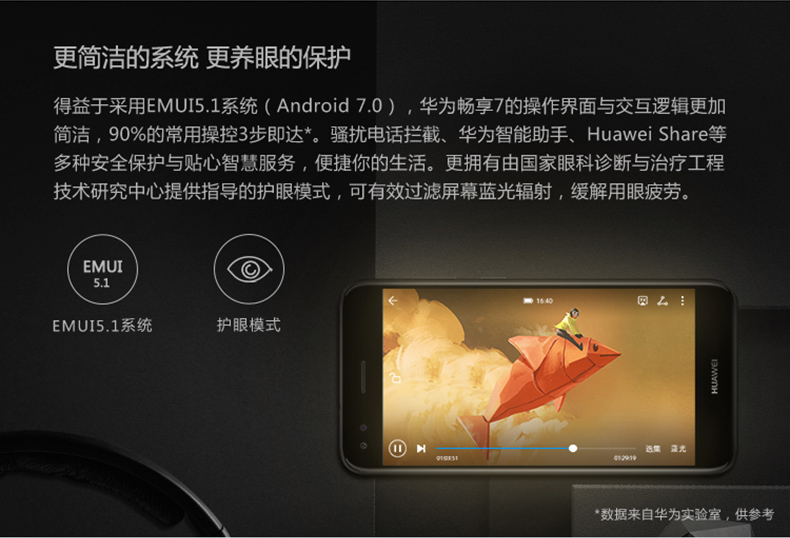 更简洁的系统 更养眼的保护
得益于采用EMUI5.1系统（Android 7.0），华为畅享7的操作界面与交互逻辑更加
简洁，90%的常用操控3步即达*。骚扰电话拦截、华为智能助手、Huawei Share等
多种安全保护与贴心智慧服务，便捷你的生活。更拥有由国家眼科诊断与治疗工程
技术研究中心提供指导的护眼模式，可有效过滤屏幕蓝光辐射，缓解用眼疲劳。
EMUI
5.1
EMUI5.1系统
护眼模式
16:40
HUAWEI
选集
蓝光
01:03:51
01:29:19
*数据来自华为实验室，供参考